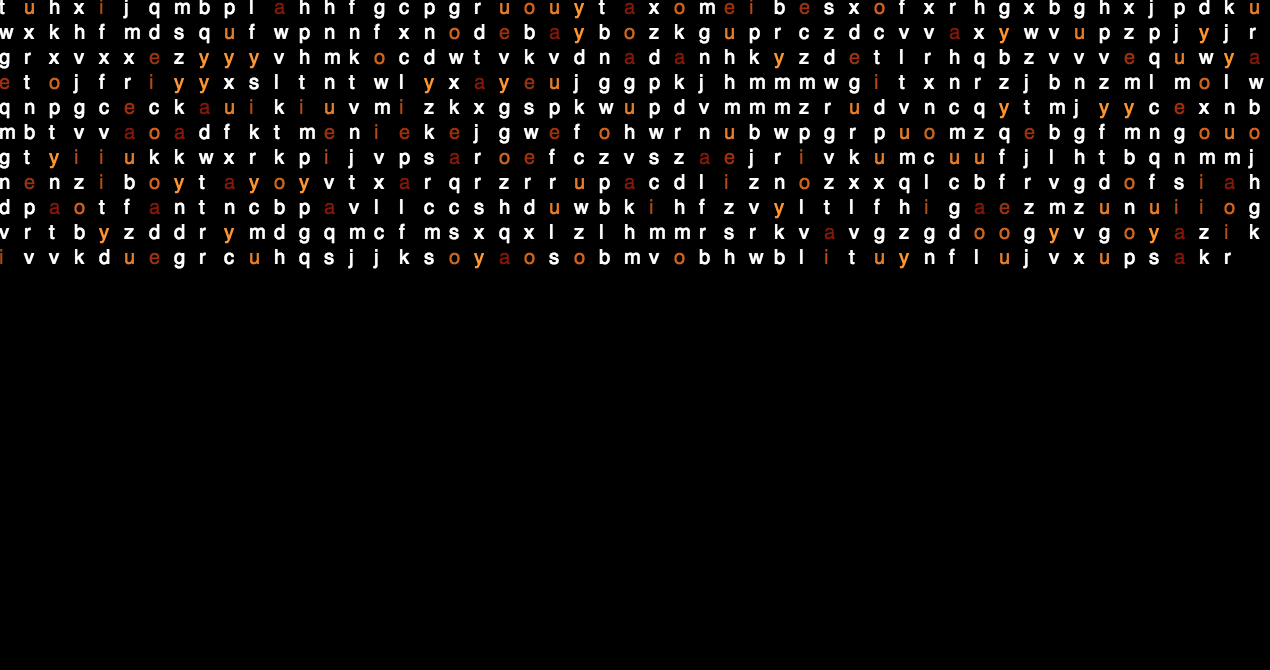 t u h x i j q m b p l a h h f g c p g r u o u y t a x o m e i b e s x o f x r h g x b g h x j p d k u
w x k h f m d s q u f w p n n f x n o d e b a y b o z k g u p r c z d c v v a x y w v u p z p j y j r
g r x v x x e z y y y v h m k o c d w t v k v d n a d a n h k y z d e t l r h q b z v v v e q u w y a
e t o j f r i y y x s l t n t w l y x a y e u j g g p k j h m m m w g i t x n r z j b n z m l m o l w
q n p g c e c k a u i k i u v m i z k x g s p k w u p d v m m m z r u d v n c q y t m j y y c e x n b
m b t v v a o a d f k t m e n i e k e j g w e f o h w r n u b w p g r p u o m z q e b g f m n g o u o
g t y i i u k k w x r k p i j v p s a r o e f c z v s z a e j r i v k u m c u u f j l h t b q n m m j
n e n z i b o y t a y o y v t x a r q r z r r u p a c d l i z n o z x x q l c b f r v g d o f s i a h
d p a o t f a n t n c b p a v l l c c s h d u w b k i h f z v y l t l f h i g a e z m z u n u i i o g
v r t b y z d d r y m d g q m c f m s x q x l z l h m m r s r k v a v g z g d o o g y v g o y a z i k
i v v k d u e g r c u h q s j j k s o y a o s o b m v o b h w b l i t u y n f l u j v x u p s a k r